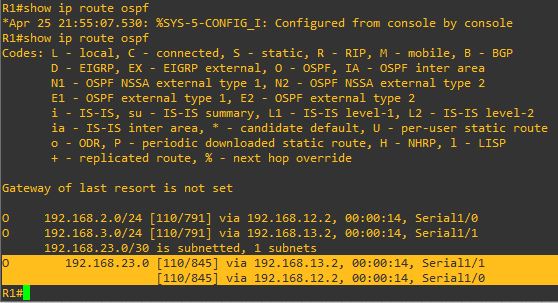 R1#show ip route ospf
*Apr 25 21:55:07.530: %SYS-5-CONFIG_I: Configured from console by console
R1#show ip route ospf
Codes: L - local, C - connected, S - static, R - RIP, M - mobile, B - BGP
       D - EIGRP, EX - EIGRP external, O - OSPF, IA - OSPF inter area
       N1 - OSPF NSSA external type 1, N2 - OSPF NSSA external type 2
       E1 - OSPF external type 1, E2 - OSPF external type 2
       i - IS-IS, su - IS-IS summary, L1 - IS-IS level-1, L2 - IS-IS level-2
       ia - IS-IS inter area, * - candidate default, U - per-user static route
       o - ODR, P - periodic downloaded static route, H - NHRP, l - LISP
       + - replicated route, % - next hop override
Gateway of last resort is not set
O     192.168.2.0/24 [110/791] via 192.168.12.2, 00:00:14, Serial1/0
O     192.168.3.0/24 [110/791] via 192.168.13.2, 00:00:14, Serial1/1
      192.168.23.0/30 is subnetted, 1 subnets
O        192.168.23.0 [110/845] via 192.168.13.2, 00:00:14, Serial1/1
                      [110/845] via 192.168.12.2, 00:00:14, Serial1/0
R1#